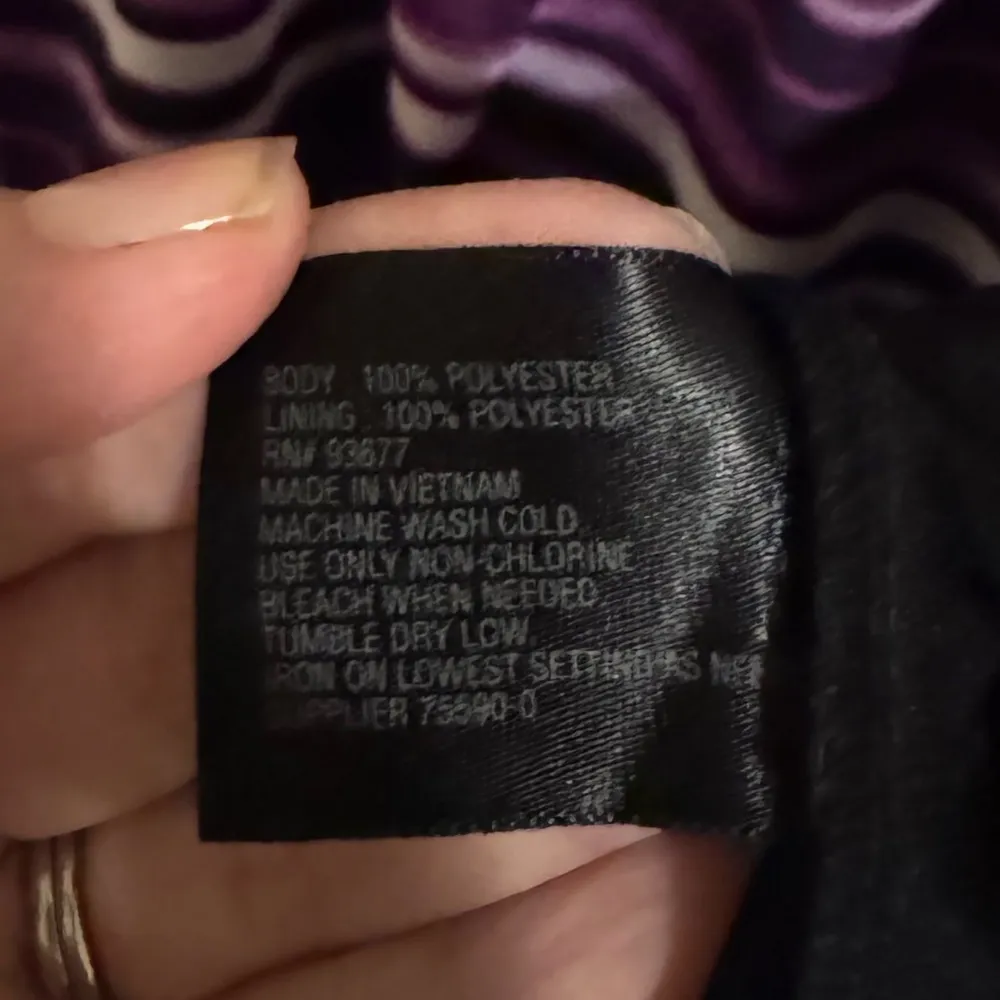 BODY 100% POLYESTER
LINING 100% POLYESTER
RN# 93677
MADE IN VIETNAM
MACHINE WASH COLD
USE ONLY NON-CHLORINE
BLEACH WHEN NEEDED
TUMBLE DRY LOW.
IRON ON LOWEST SETTING AS
SUPPLIER